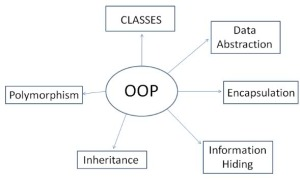 CLASSES
Data
Abstraction
Polymorphism
OOP
Encapsulation
Inheritance
Information
Hiding